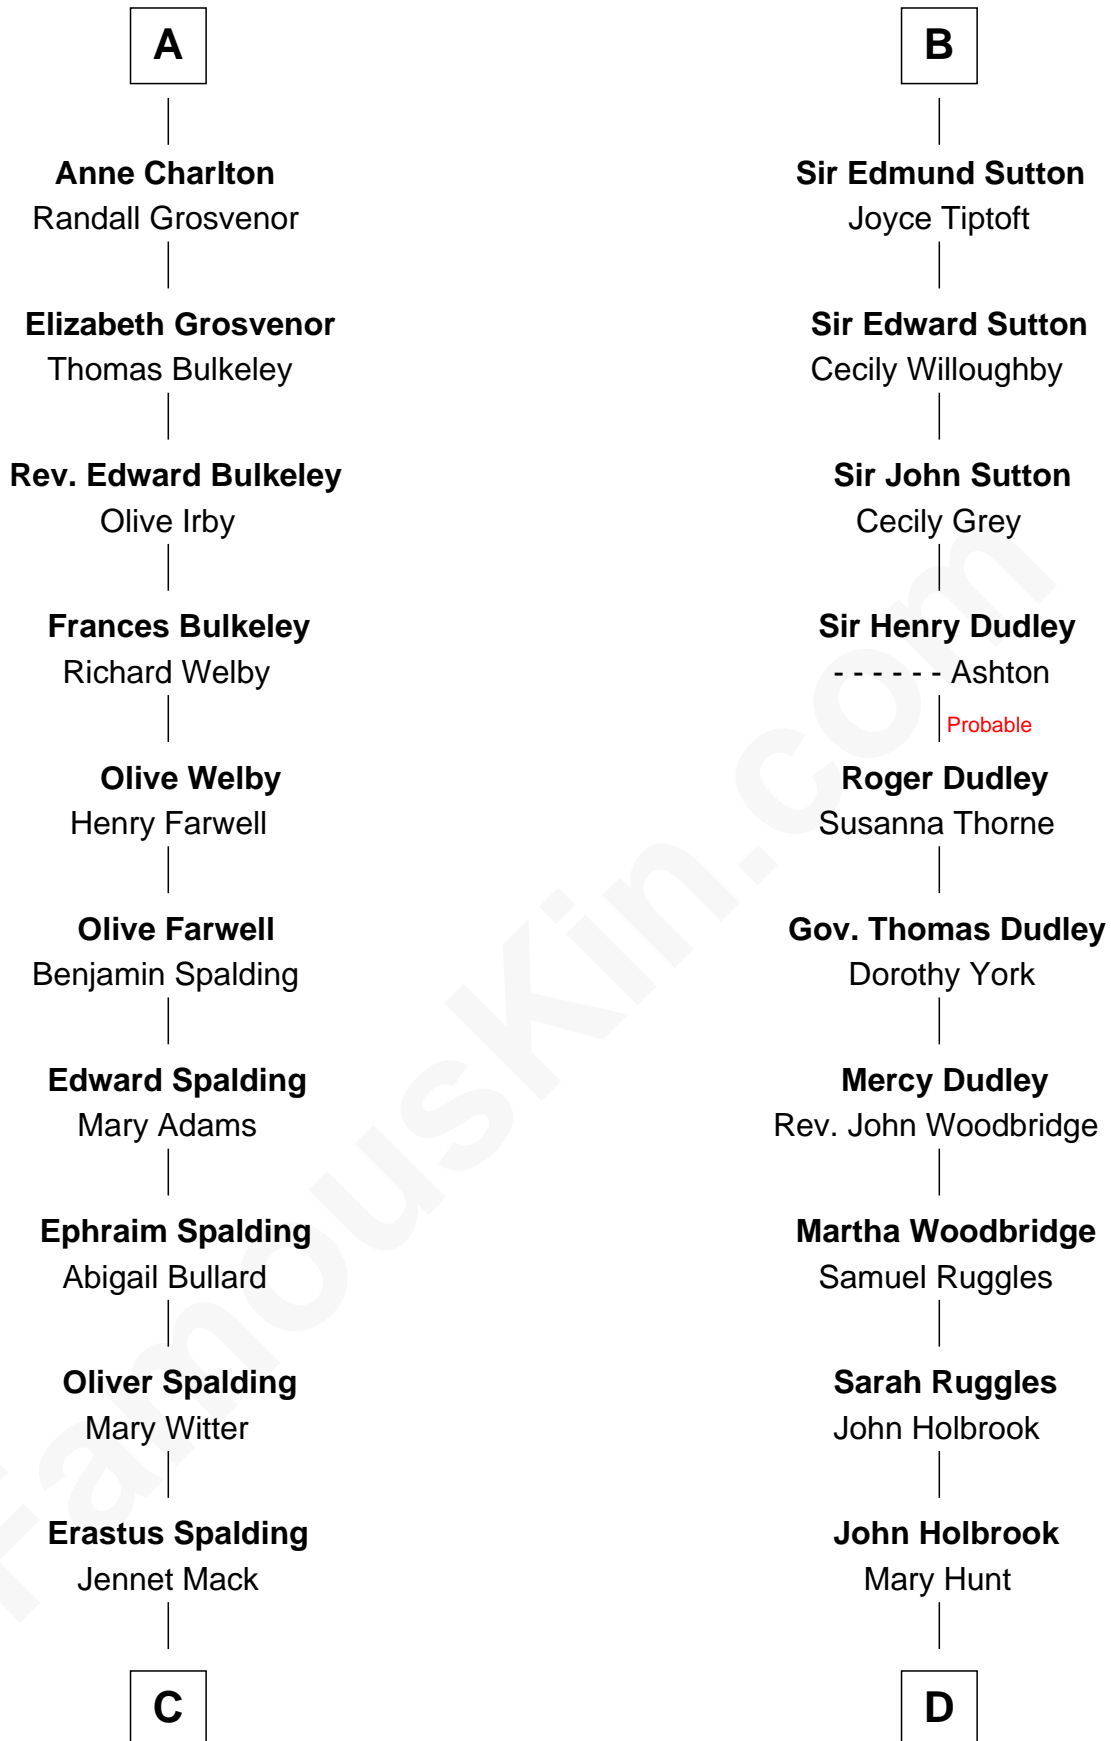 A
Anne Charlton
Randall Grosvenor
Elizabeth Grosvenor
Thomas Bulkeley
Rev. Edward Bulkeley
Olive Irby
Frances Bulkeley
Richard Welby
Olive Welby
Henry Farwell
Olive Farwell
Benjamin Spalding
Edward Spalding
Mary Adams
Ephraim Spalding
Abigail Bullard
Oliver Spalding
Mary Witter
Erastus Spalding
Jennet Mack
C
B
Sir Edmund Sutton
Joyce Tiptoft
Sir Edward Sutton
Cecily Willoughby
Sir John Sutton
Cecily Grey
Sir Henry Dudley
- - - - - - Ashton
Probable
Roger Dudley
Susanna Thorne
Gov. Thomas Dudley
Dorothy York
Mercy Dudley
Rev. John Woodbridge
Martha Woodbridge
Samuel Ruggles
Sarah Ruggles
John Holbrook
John Holbrook
Mary Hunt
D
FamousKin.com